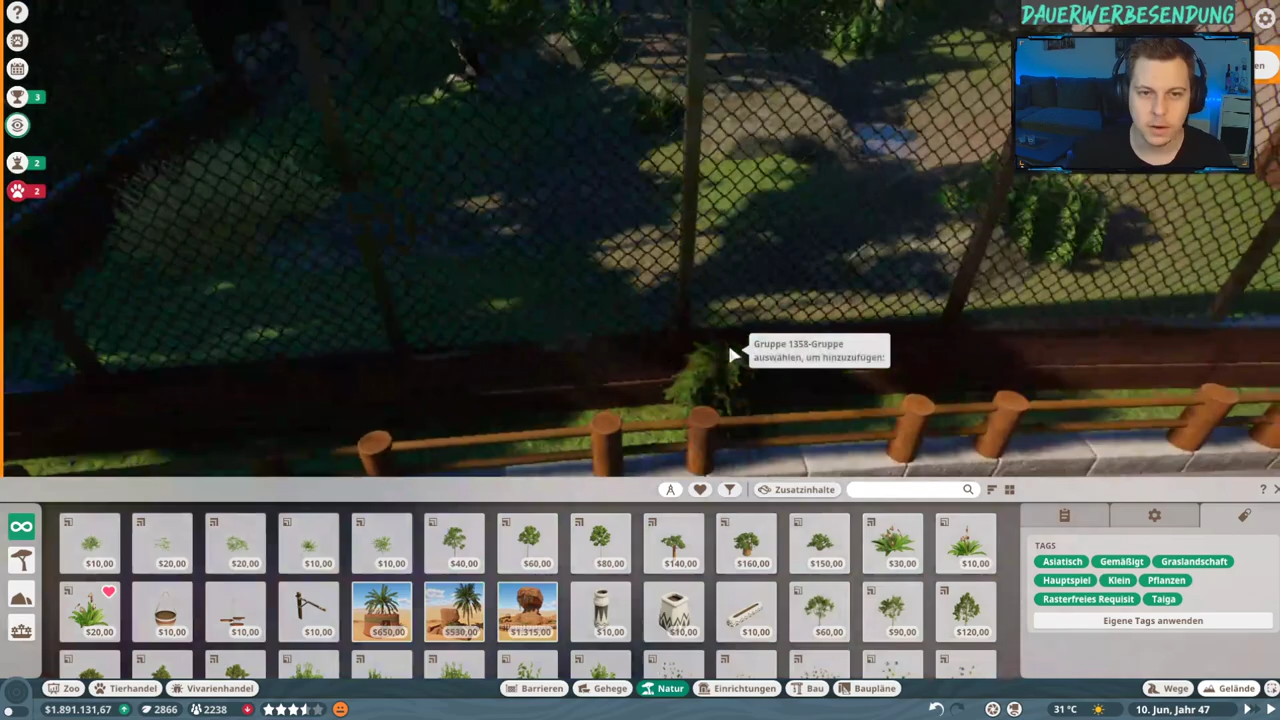 DAUERWERBESENDUNG
en
3
2
2
Gruppe 1358-Gruppe
auswählen, um hinzuzufügen:
Zusatzinhalte
$10,00 $20,00 $20,00 $10,00 $10,00 $40,00 $60,00 $80,00 $140,00 $160,00 $150,00 $30,00 $10,00
$20,00 $10,00 $10,00 $10,00 $650,00 $530,00 $1.315,00 $10,00 $10,00 $10,00 $60,00 $90,00 $120,00
TAGS
Asiatisch Gemäßigt Graslandschaft
Hauptspiel Klein Pflanzen
Rasterfreies Requisit Taiga
Eigene Tags anwenden
Zoo Tierhandel Vivarienhandel Barrieren Gehege Natur Einrichtungen Bau Baupläne Wege Gelände
$1.891.131,67 2866 2238 31 °C 10. Jun, Jahr 47